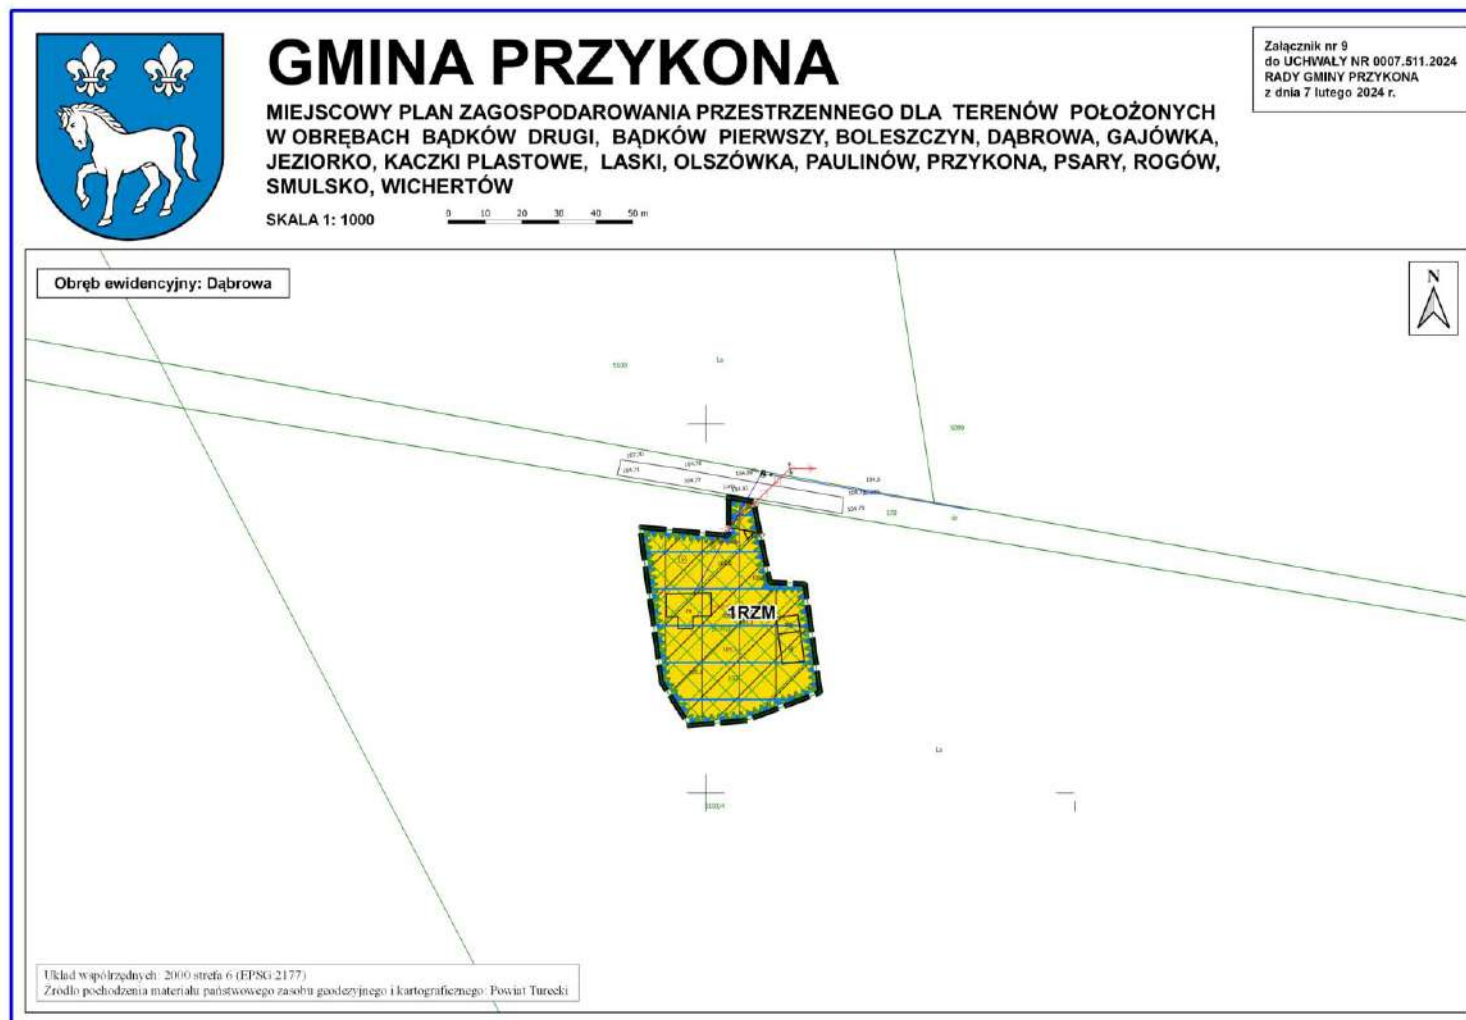 GMINA PRZYKONA
MIEJSCOWY PLAN ZAGOSPODAROWANIA PRZESTRZENNEGO DLA TERENÓW POŁOŻONYCH
W OBRĘBACH BĄDKÓW DRUGI, BĄDKÓW PIERWSZY, BOLESZCZYN, DĄBROWA, GAJÓWKA,
JEZIORKO, KACZKI PLASTOWE, LASKI, OLSZÓWKA, PAULINÓW, PRZYKONA, PSARY, ROGÓW,
SMULSKO, WICHERTÓW
SKALA 1: 1000
0 10 20 30 40 50 m
Załącznik nr 9
do UCHWAŁY NR 0007.511.2024
RADY GMINY PRZYKONA
z dnia 7 lutego 2024 r.
Obręb ewidencyjny: Dąbrowa
N
Ls
1RZM
Ls
Układ współrzędnych: 2000 strefa 6 (EPSG:2177)
Źródło pochodzenia materiału państwowego zasobu geodezyjnego i kartograficznego: Powiat Turecki